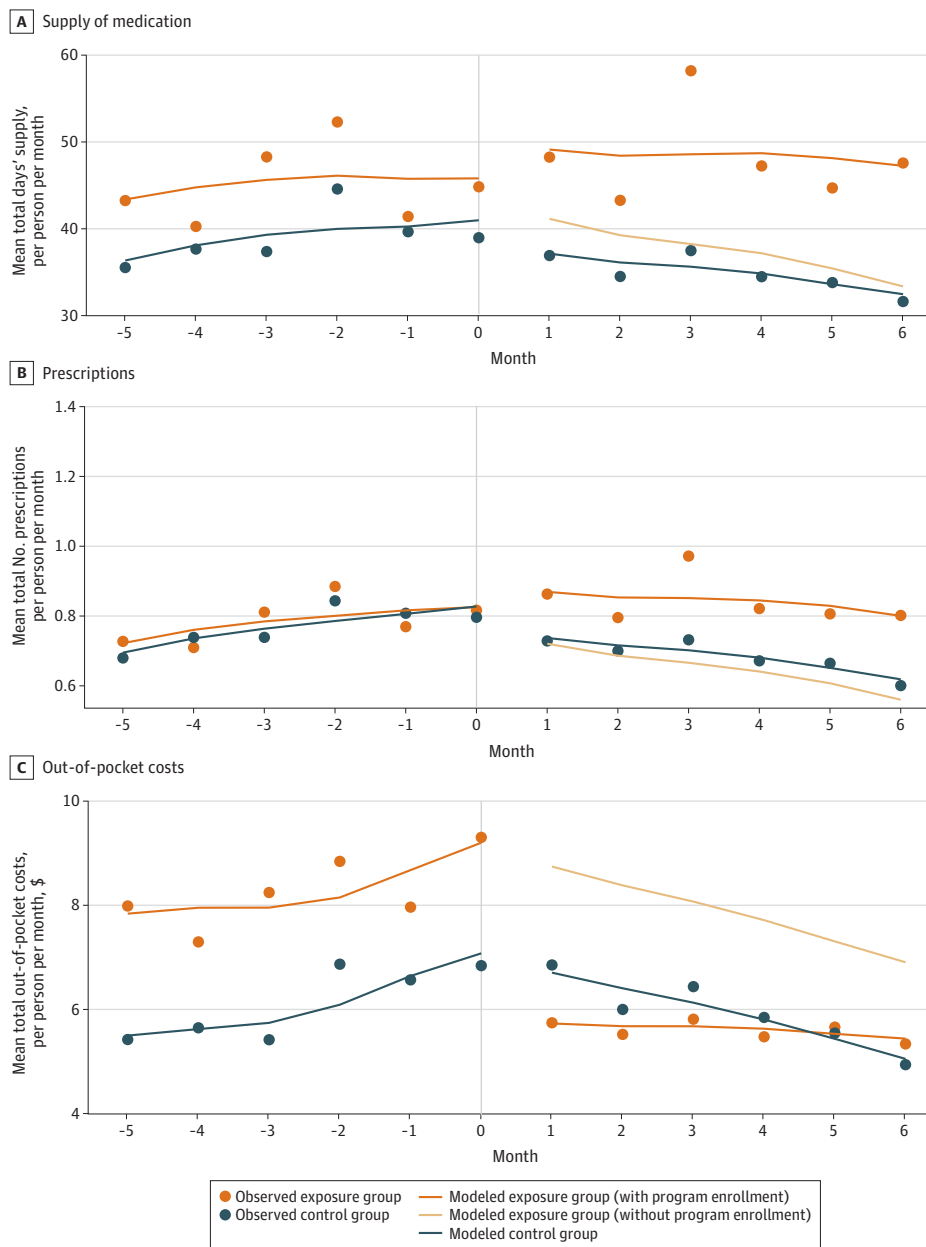 A Supply of medication
Mean total days' supply,
per person per month
60
50
40
30
-5 -4 -3 -2 -1 0 1 2 3 4 5 6
Month
B Prescriptions
Mean total No. prescriptions
per person per month
1.4
1.2
1.0
0.8
0.6
-5 -4 -3 -2 -1 0 1 2 3 4 5 6
Month
C Out-of-pocket costs
Mean total out-of-pocket costs,
per person per month, $
10
8
6
4
-5 -4 -3 -2 -1 0 1 2 3 4 5 6
Month
Observed exposure group Modeled exposure group (with program enrollment)
Observed control group Modeled exposure group (without program enrollment)
Modeled control group